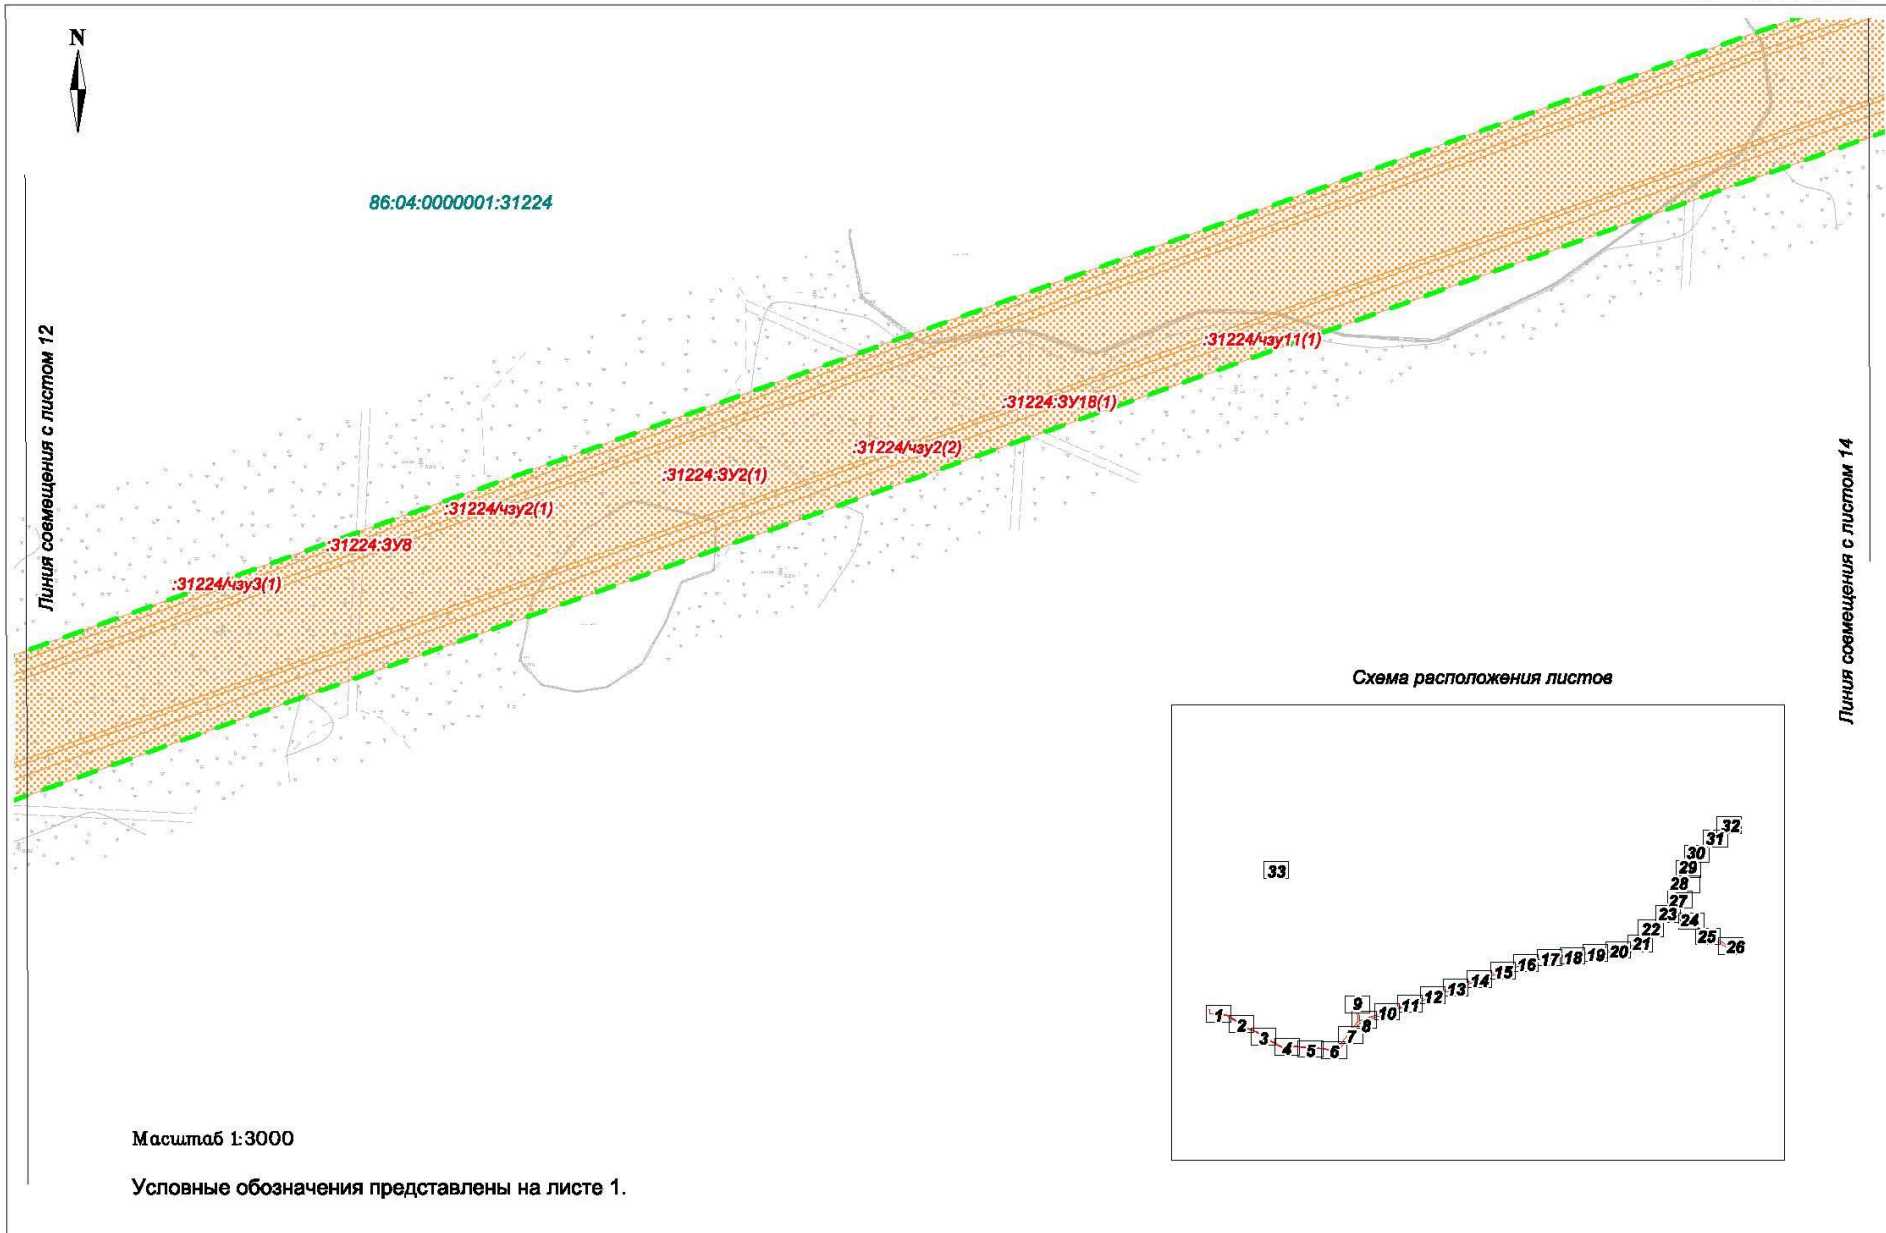 N
86:04:0000001:31224
Линия совмещения с листом 12
:31224/чзу11(1)
:31224:ЗУ18(1)
:31224/чзу2(2)
:31224:ЗУ2(1)
:31224/чзу2(1)
:31224:ЗУ8
:31224/чзу3(1)
Линия совмещения с листом 14
Схема расположения листов
32
31
30
29
28
27
33
23
24
22
25
26
21
20
19
18
17
16
15
14
13
12
11
10
9
8
7
1
2
3
4
5
6
Масштаб 1:3000
Условные обозначения представлены на листе 1.